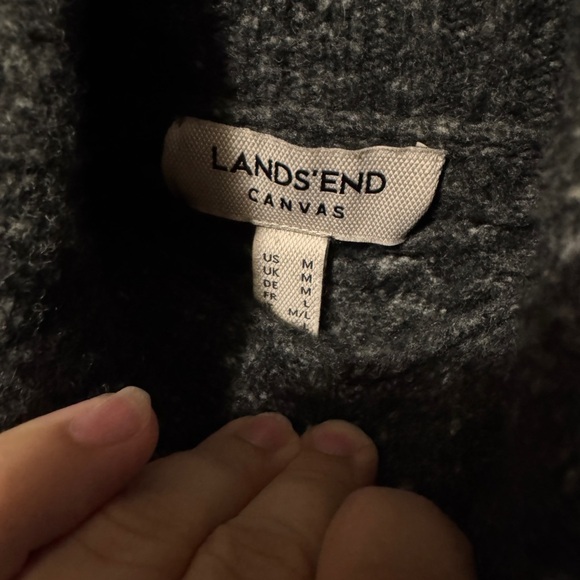 LANDS'END
CANVAS
US M
UK M
DE M
FR L
M/L